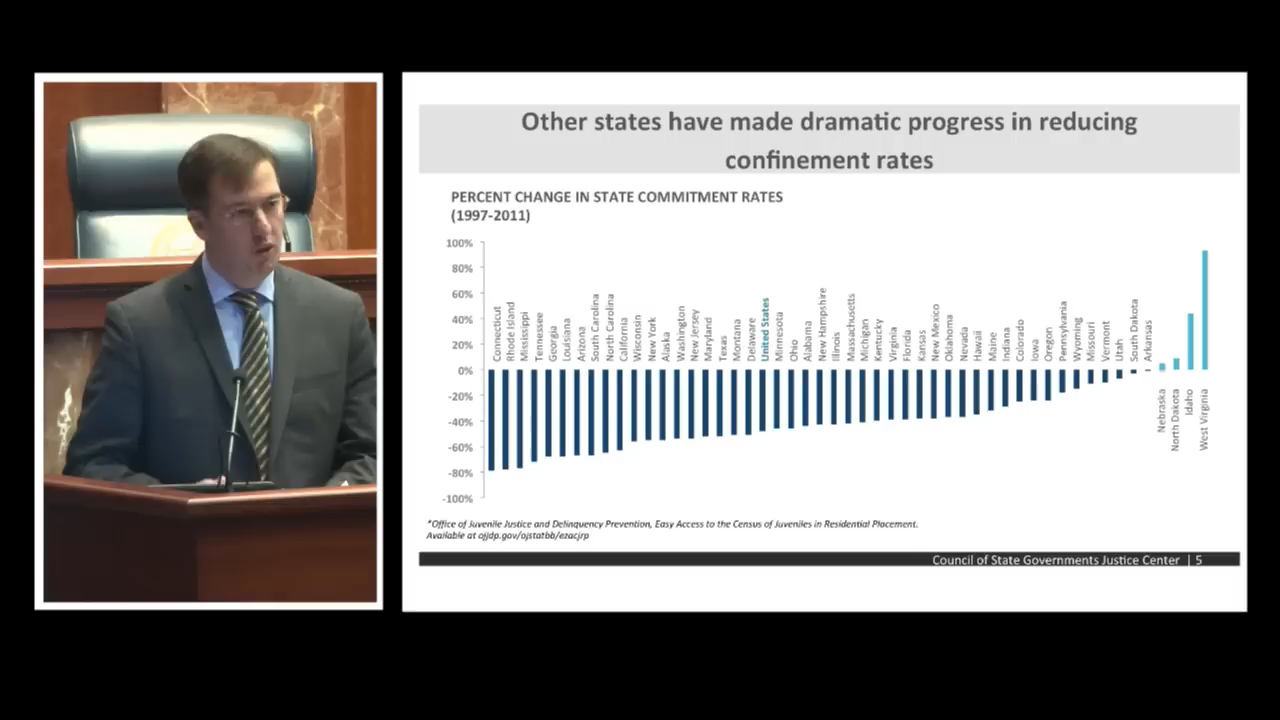 Other states have made dramatic progress in reducing
confinement rates
PERCENT CHANGE IN STATE COMMITMENT RATES
(1997-2011)
100%
80%
60%
40%
20%
0%
-20%
-40%
-60%
-80%
-100%
Connecticut
Rhode Island
Mississippi
Tennessee
Georgia
Louisiana
Arizona
South Carolina
North Carolina
California
Wisconsin
New York
Alaska
Washington
New Jersey
Maryland
Texas
Montana
Delaware
United States
Minnesota
Ohio
Alabama
New Hampshire
Illinois
Massachusetts
Michigan
Kentucky
Virginia
Florida
Kansas
New Mexico
Oklahoma
Nevada
Hawaii
Maine
Indiana
Colorado
Iowa
Oregon
Pennsylvania
Wyoming
Missouri
Vermont
Utah
South Dakota
Arkansas
Nebraska
North Dakota
Idaho
West Virginia
*Office of Juvenile Justice and Delinquency Prevention, Easy Access to the Census of Juveniles in Residential Placement.
Available at ojjdp.gov/ojstatbb/ezacjrp
Council of State Governments Justice Center | 5